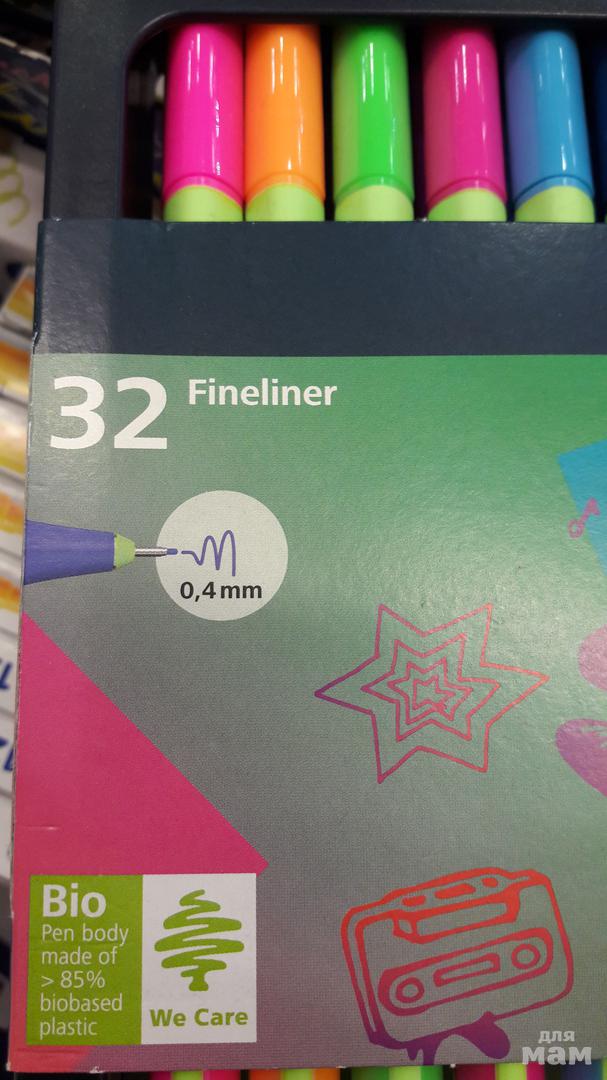 32 Fineliner
0,4 mm
Bio
Pen body
made of
> 85%
biobased
plastic
We Care
для
мам